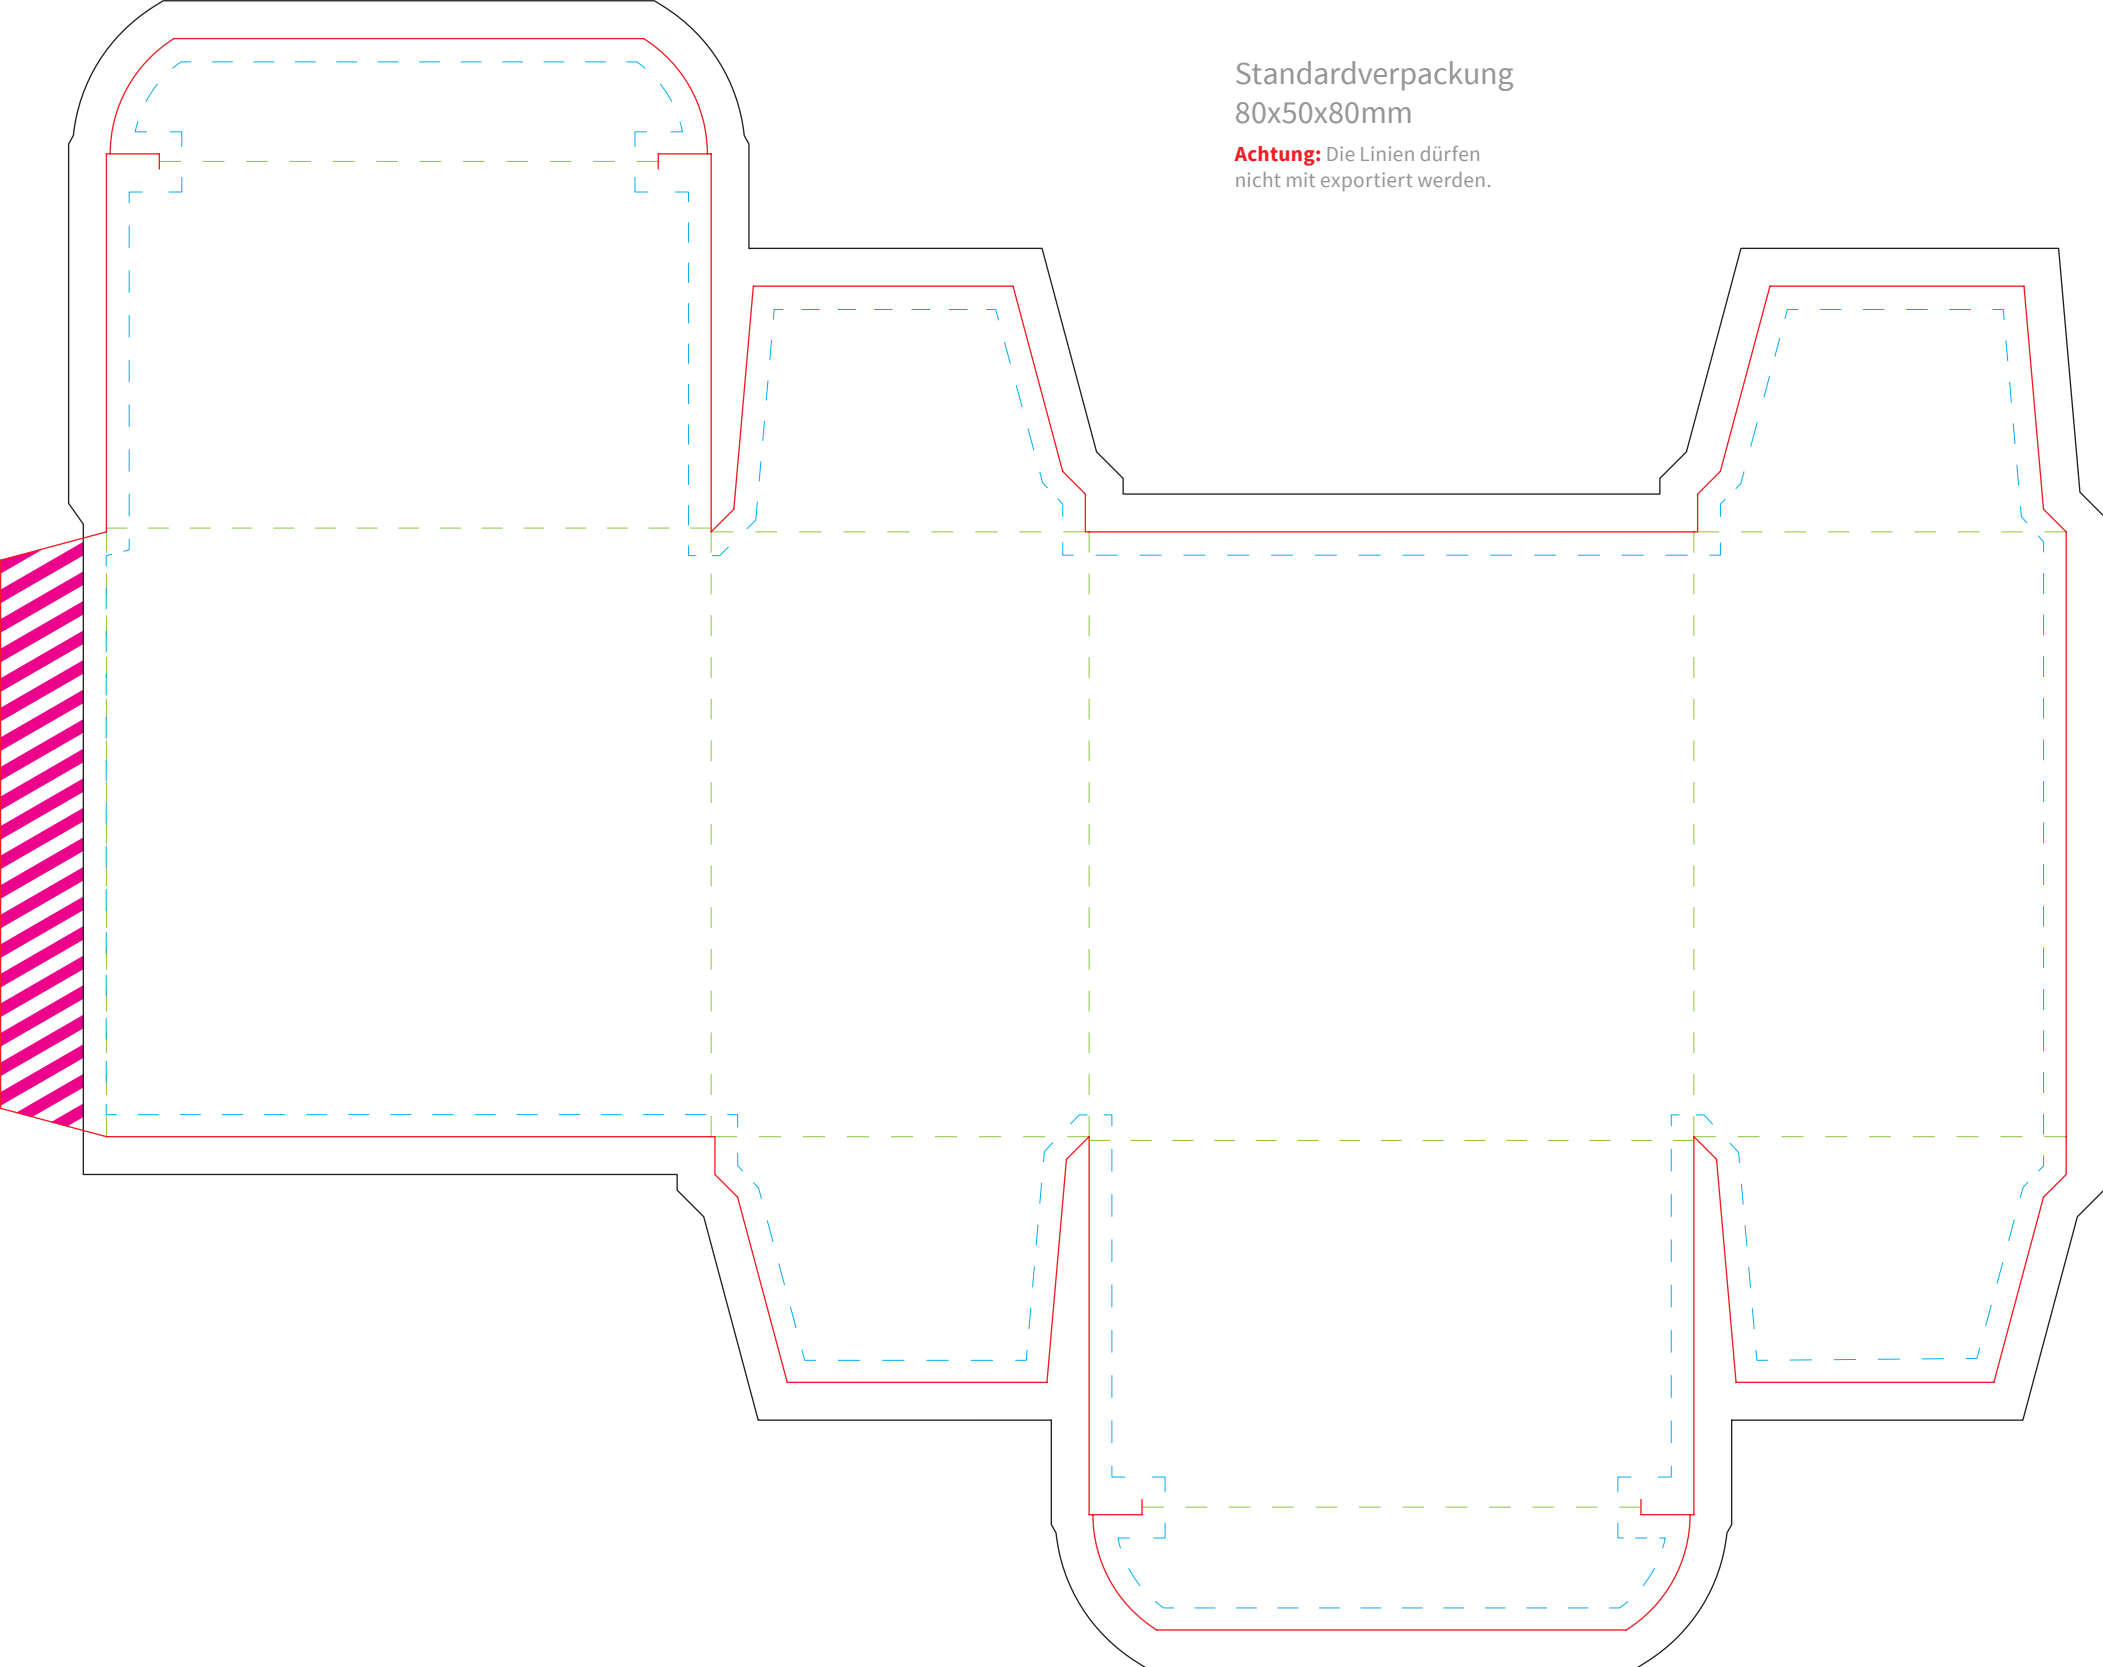 Standardverpackung
80x50x80mm
Achtung: Die Linien dürfen
nicht mit exportiert werden.